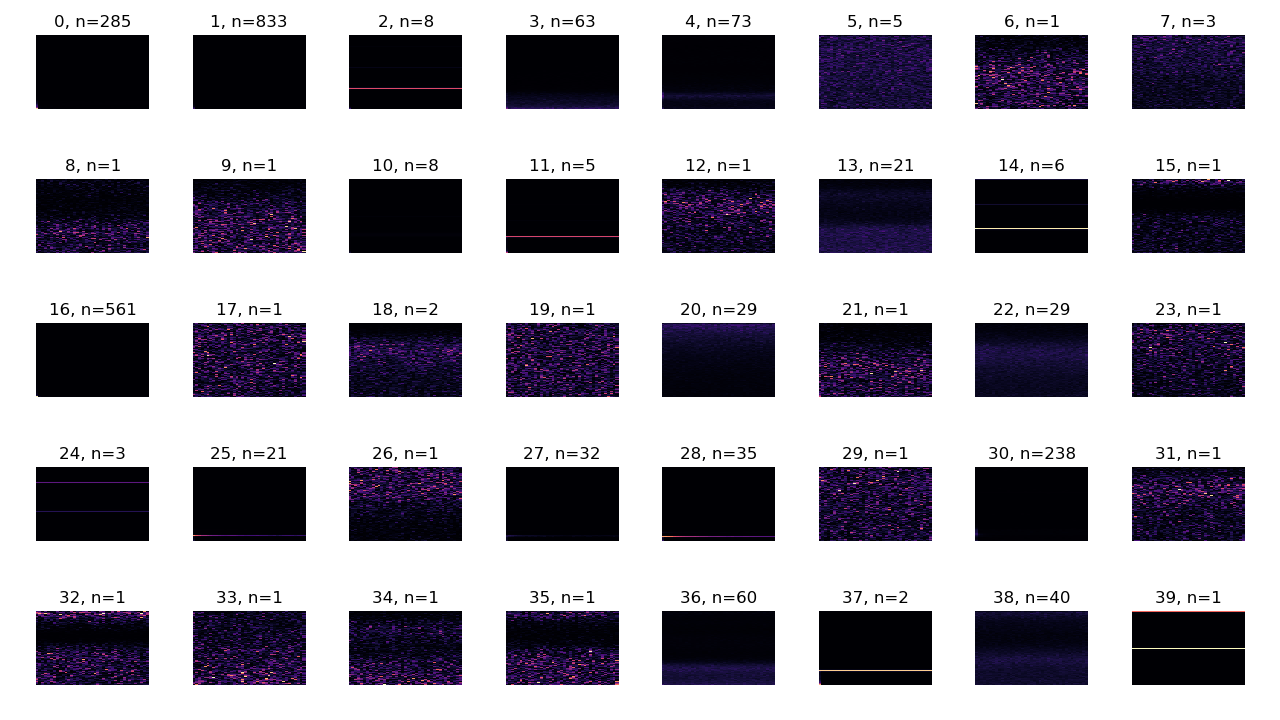 0, n=285 1, n=833 2, n=8 3, n=63 4, n=73 5, n=5 6, n=1 7, n=3
8, n=1 9, n=1 10, n=8 11, n=5 12, n=1 13, n=21 14, n=6 15, n=1
16, n=561 17, n=1 18, n=2 19, n=1 20, n=29 21, n=1 22, n=29 23, n=1
24, n=3 25, n=21 26, n=1 27, n=32 28, n=35 29, n=1 30, n=238 31, n=1
32, n=1 33, n=1 34, n=1 35, n=1 36, n=60 37, n=2 38, n=40 39, n=1